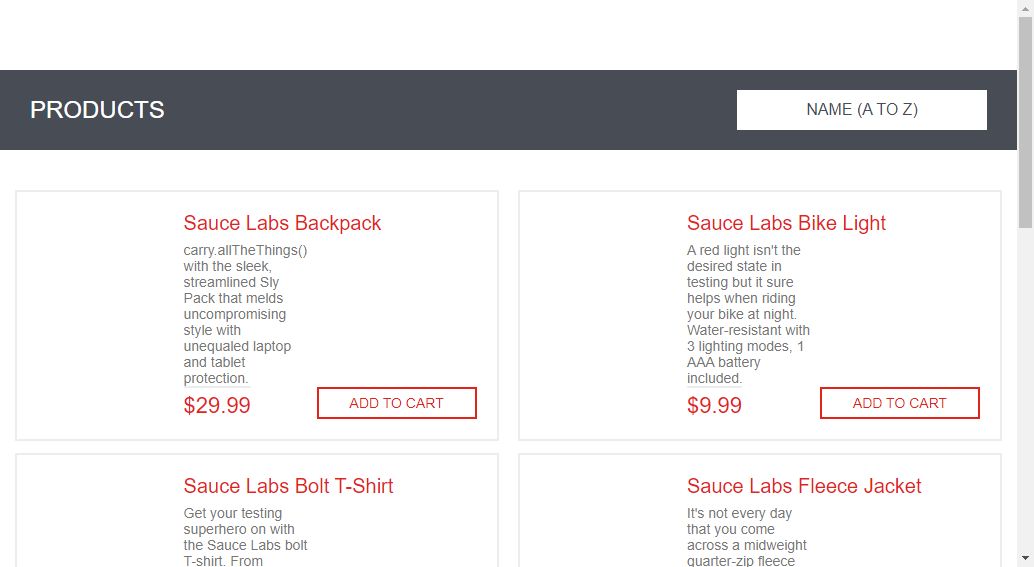 PRODUCTS
NAME (A TO Z)
Sauce Labs Backpack
carry.allTheThings()
with the sleek,
streamlined Sly
Pack that melds
uncompromising
style with
unequaled laptop
and tablet
protection.
$29.99
ADD TO CART
Sauce Labs Bike Light
A red light isn't the
desired state in
testing but it sure
helps when riding
your bike at night.
Water-resistant with
3 lighting modes, 1
AAA battery
included.
$9.99
ADD TO CART
Sauce Labs Bolt T-Shirt
Get your testing
superhero on with
the Sauce Labs bolt
T-shirt. From
Sauce Labs Fleece Jacket
It's not every day
that you come
across a midweight
quarter-zip fleece